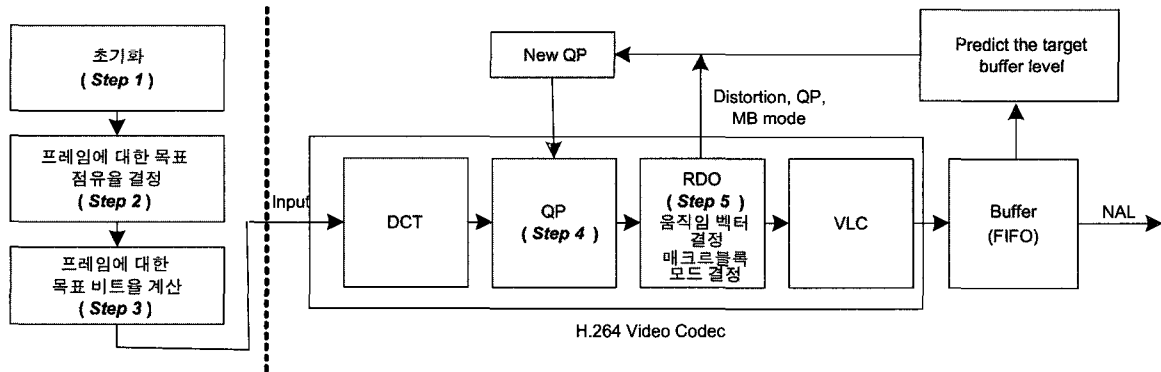 초기화
( Step 1 )
프레임에 대한 목표
점유율 결정
( Step 2 )
프레임에 대한
목표 비트율 계산
( Step 3 )
Input
New QP
Predict the target
buffer level
Distortion, QP,
MB mode
DCT
QP
( Step 4 )
RDO
( Step 5 )
움직임 벡터
결정
매크르블록
모드 결정
VLC
Buffer
(FIFO)
NAL
H.264 Video Codec